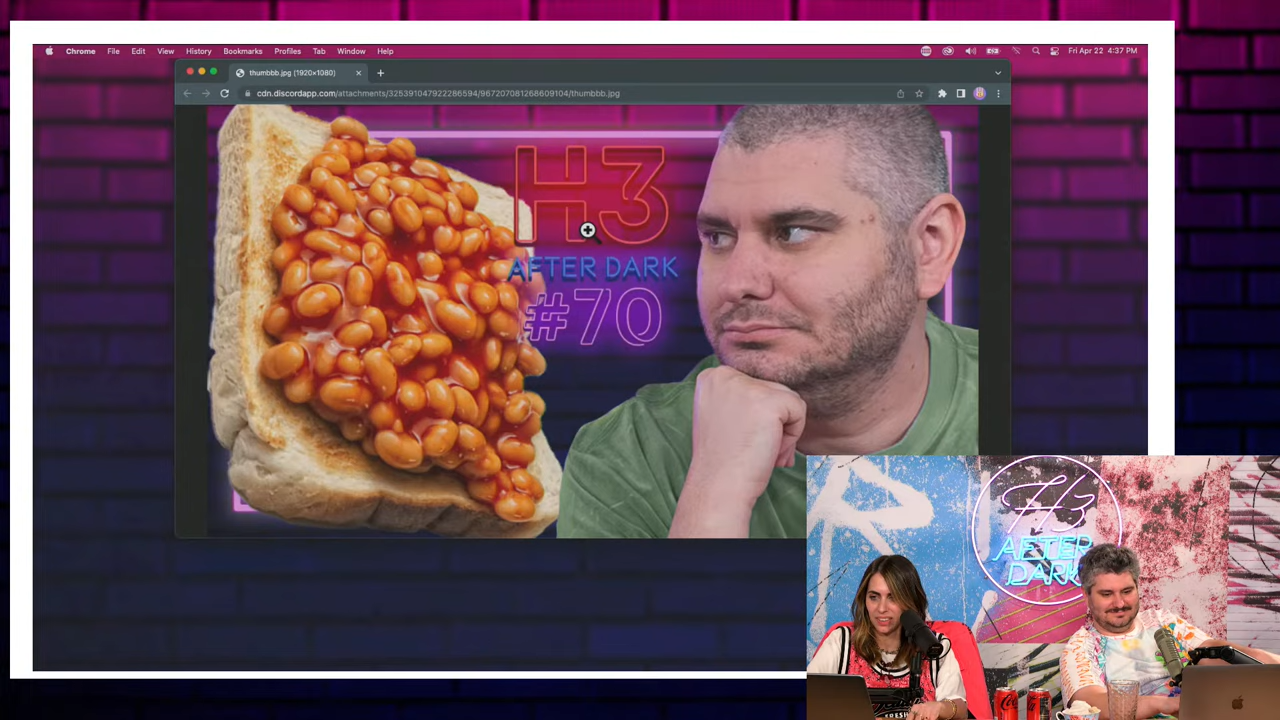 Chrome File Edit View History Bookmarks Profiles Tab Window Help
Fri Apr 22 4:37 PM
thumbbb.jpg (1920×1080)
cdn.discordapp.com/attachments/325391047922286594/967207081268609104/thumbbb.jpg
H3
AFTER DARK
#70
H3
AFTER
DARK
FRESH